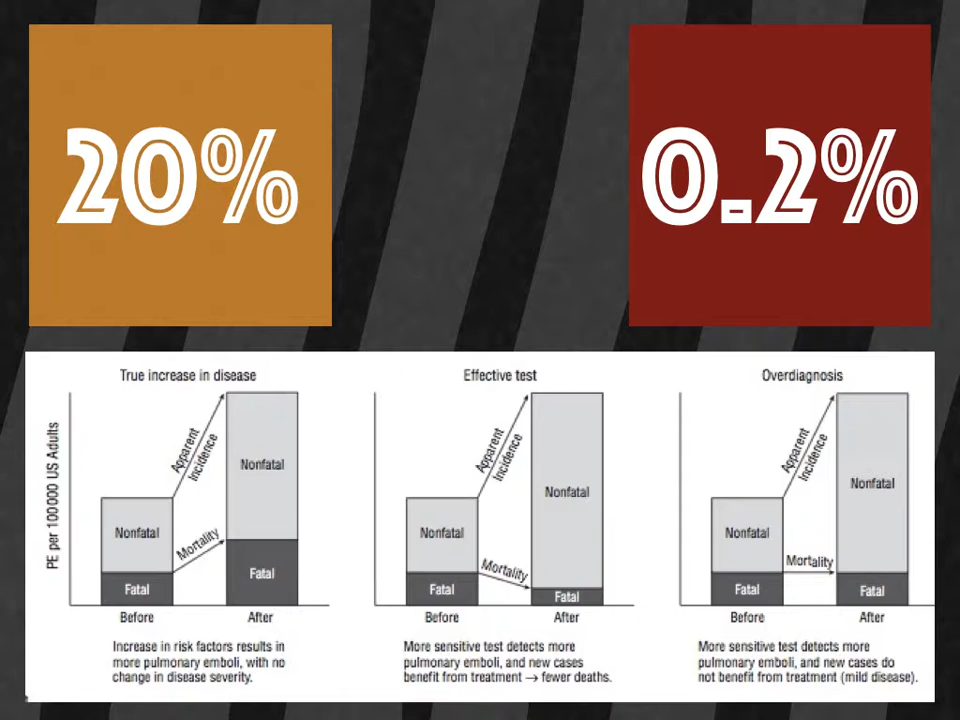 20%
0.2%
True increase in disease
Effective test
Overdiagnosis
PE per 100 000 US Adults
Apparent
Incidence
Nonfatal
Nonfatal
Mortality
Fatal
Fatal
Before
After
Apparent
Incidence
Nonfatal
Nonfatal
Mortality
Fatal
Fatal
Before
After
Apparent
Incidence
Nonfatal
Nonfatal
Mortality
Fatal
Fatal
Before
After
Increase in risk factors results in
more pulmonary emboli, with no
change in disease severity.
More sensitive test detects more
pulmonary emboli, and new cases
benefit from treatment → fewer deaths.
More sensitive test detects more
pulmonary emboli, and new cases do
not benefit from treatment (mild disease).